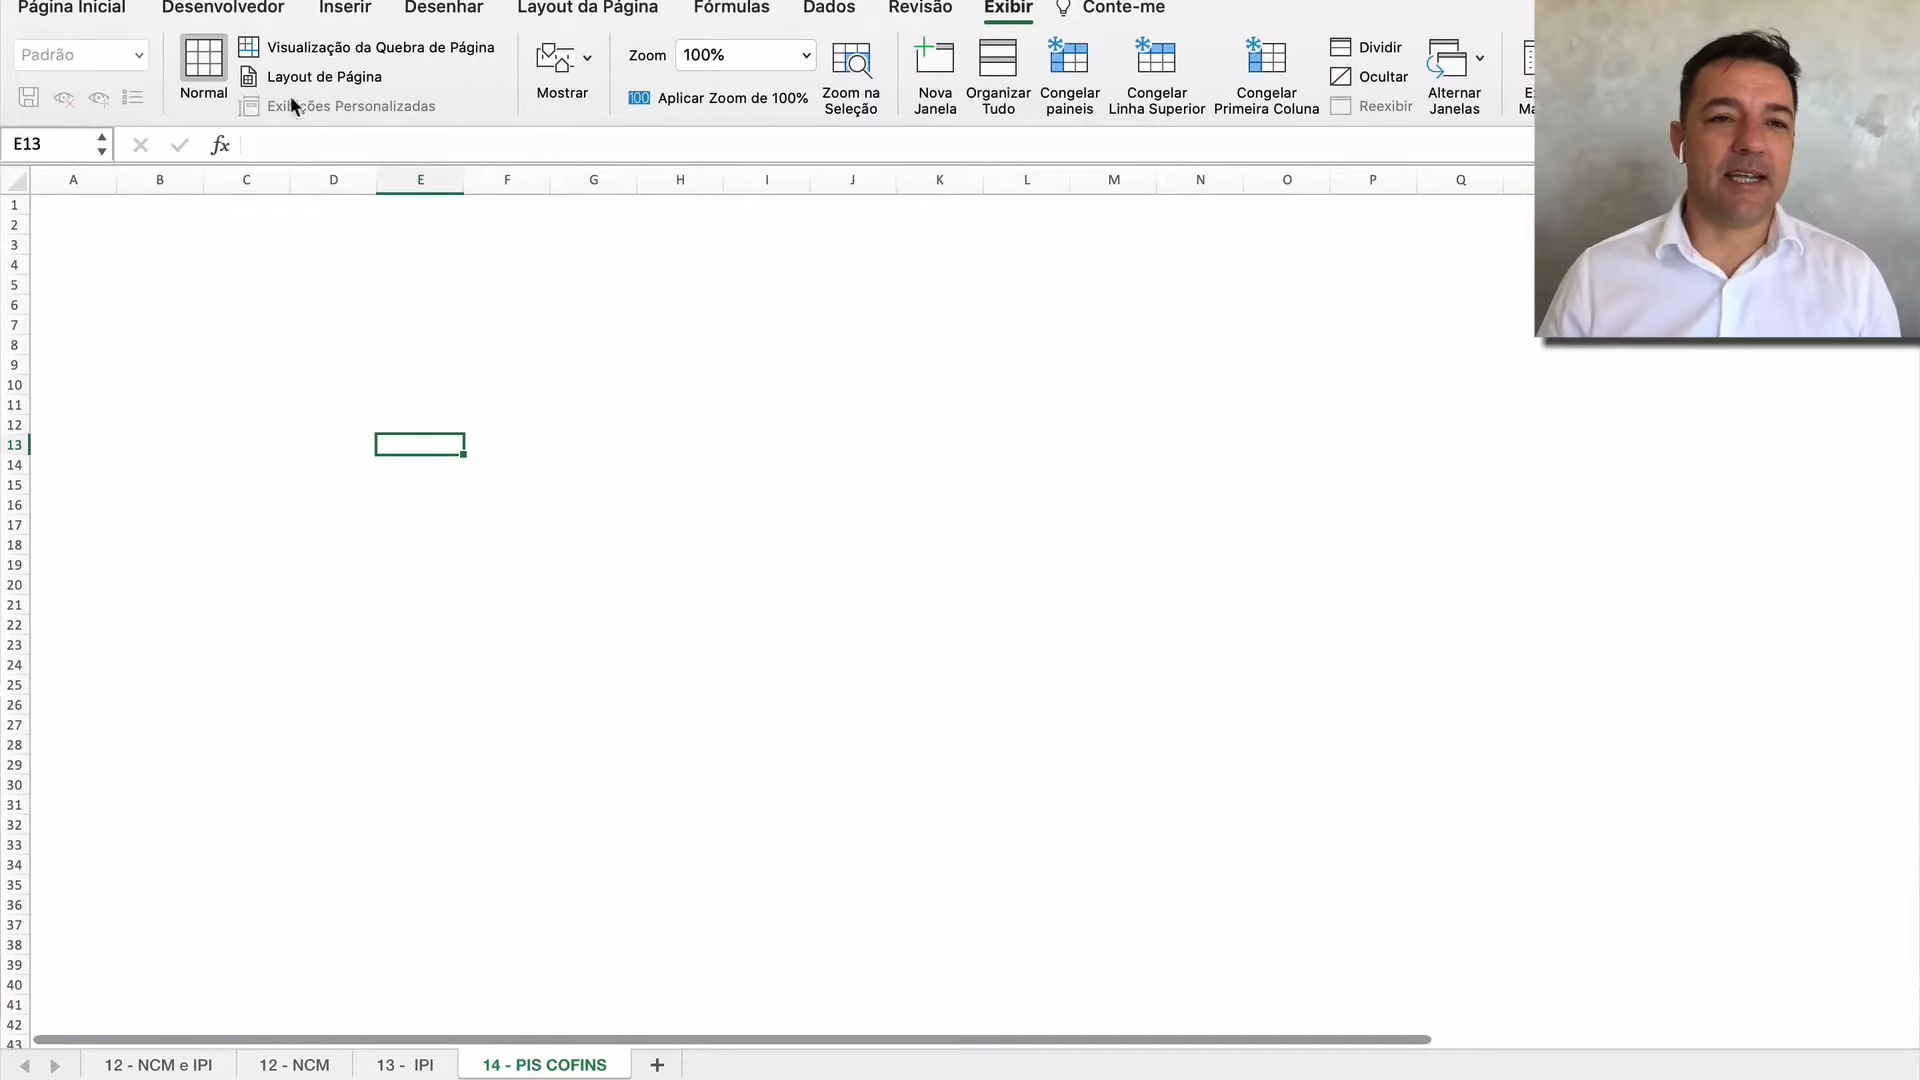 Página Inicial Desenvolvedor Inserir Desenhar Layout da Página Fórmulas Dados Revisão Exibir Conte-me
Padrão
Normal
Visualização da Quebra de Página
Layout de Página
Exibições Personalizadas
Mostrar
Zoom 100%
100 Aplicar Zoom de 100%
Zoom na
Seleção
Nova
Janela
Organizar
Tudo
Congelar
paineis
Congelar
Linha Superior
Congelar
Primeira Coluna
Dividir
Ocultar
Reexibir
Alternar
Janelas
E13 fx
A B C D E F G H I J K L M N O P Q
1
2
3
4
5
6
7
8
9
10
11
12
13
14
15
16
17
18
19
20
21
22
23
24
25
26
27
28
29
30
31
32
33
34
35
36
37
38
39
40
41
42
43
12 - NCM e IPI 12 - NCM 13 - IPI 14 - PIS COFINS +